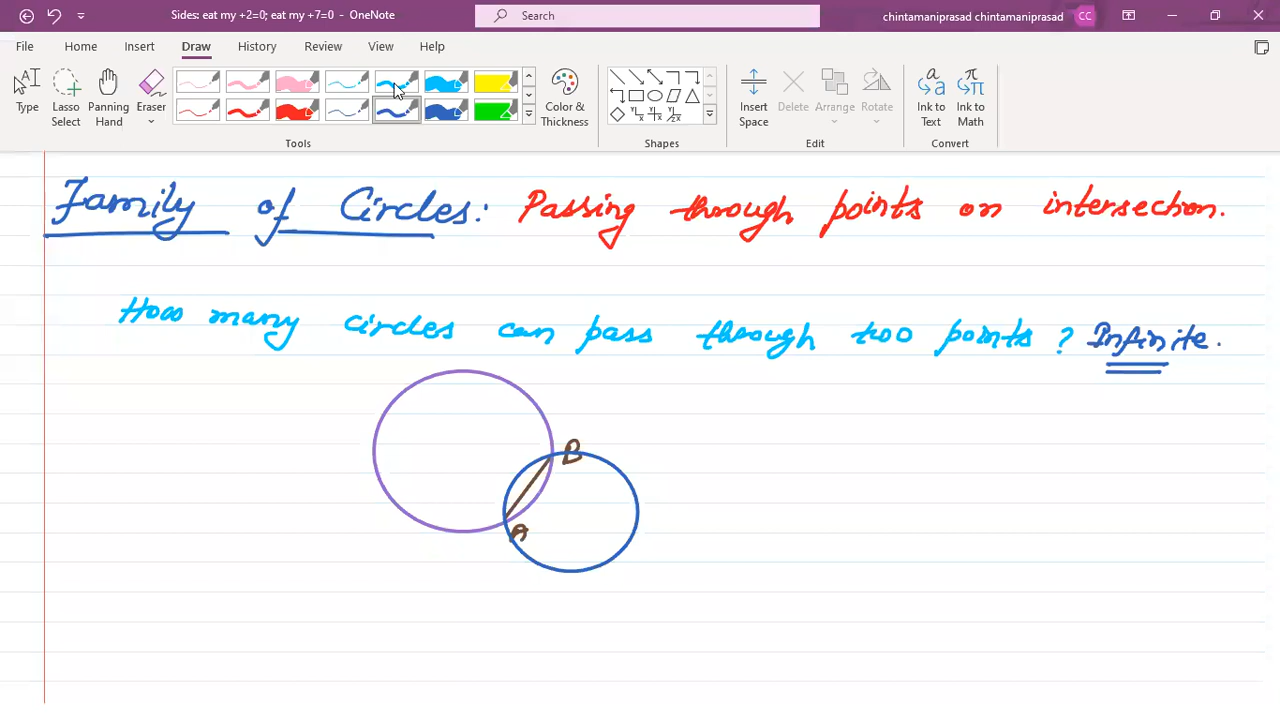 Sides: eat my +2=0; eat my +7=0 - OneNote
Search
chintamaniprasad chintamaniprasad CC
File Home Insert Draw History Review View Help
Type Lasso Select Panning Hand Eraser Color & Thickness Insert Space Delete Arrange Rotate Ink to Text Ink to Math
Tools Shapes Edit Convert
Family of Circles: Passing through points on intersection.
How many circles can pass through two points? Infinite.
B
A